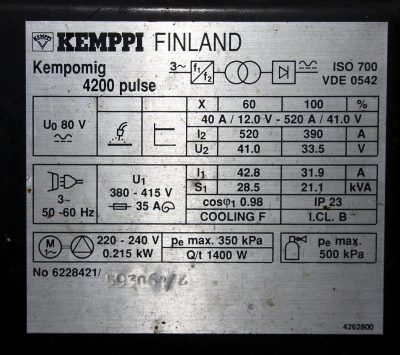 KEMPPI FINLAND
Kempomig
4200 pulse
3~ f₁ f₂
ISO 700
VDE 0542
X 60 100 %
40 A / 12.0 V - 520 A / 41.0 V
U₀ 80 V
I₂ 520 390 A
U₂ 41.0 33.5 V
3~
50 -60 Hz
U₁
380 - 415 V
35 A
I₁ 42.8 31.9 A
S₁ 28.5 21.1 kVA
cosφ₁ 0.98 IP 23
COOLING F I.CL. B
M
~
220 - 240 V
0.215 kW
pe max. 350 kPa
Q/t 1400 W
pe max.
500 kPa
No 6228421/
4262800